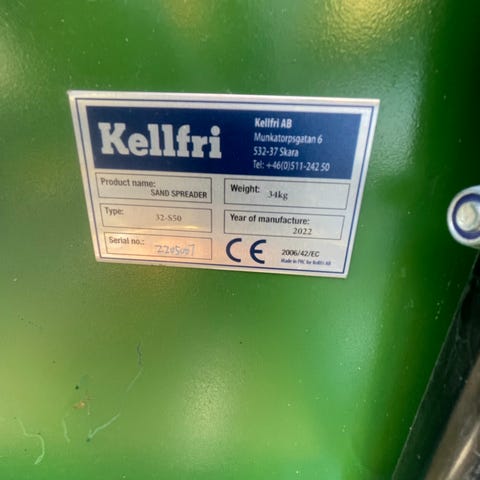 Kellfri
Kellfri AB
Munkatorpsgatan 6
532-37 Skara
Tel: +46(0)511-242 50
Product name:
SAND SPREADER
Weight:
34kg
Type:
32-S50
Year of manufacture:
2022
Serial no.:
2205007
CE
2006/42/EC
Made in PRC for Kellfri AB